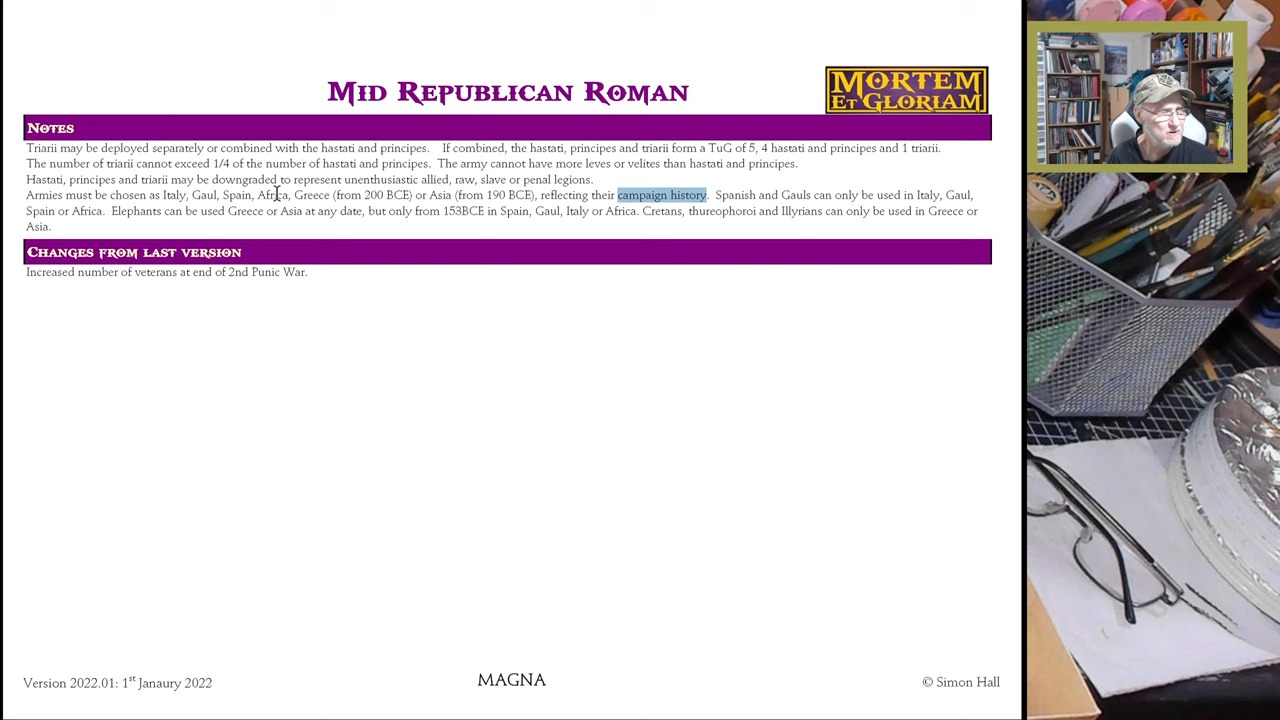 Mid Republican Roman
MORTEM
ET GLORIAM
Notes
Triarii may be deployed separately or combined with the hastati and principes. If combined, the hastati, principes and triarii form a TuG of 5, 4 hastati and principes and 1 triarii.
The number of triarii cannot exceed 1/4 of the number of hastati and principes. The army cannot have more leves or velites than hastati and principes.
Hastati, principes and triarii may be downgraded to represent unenthusiastic allied, raw, slave or penal legions.
Armies must be chosen as Italy, Gaul, Spain, Africa, Greece (from 200 BCE) or Asia (from 190 BCE), reflecting their campaign history. Spanish and Gauls can only be used in Italy, Gaul,
Spain or Africa. Elephants can be used Greece or Asia at any date, but only from 153BCE in Spain, Gaul, Italy or Africa. Cretans, thureophoroi and Illyrians can only be used in Greece or
Asia.
Changes from last version
Increased number of veterans at end of 2nd Punic War.
Version 2022.01: 1st Janaury 2022
MAGNA
© Simon Hall